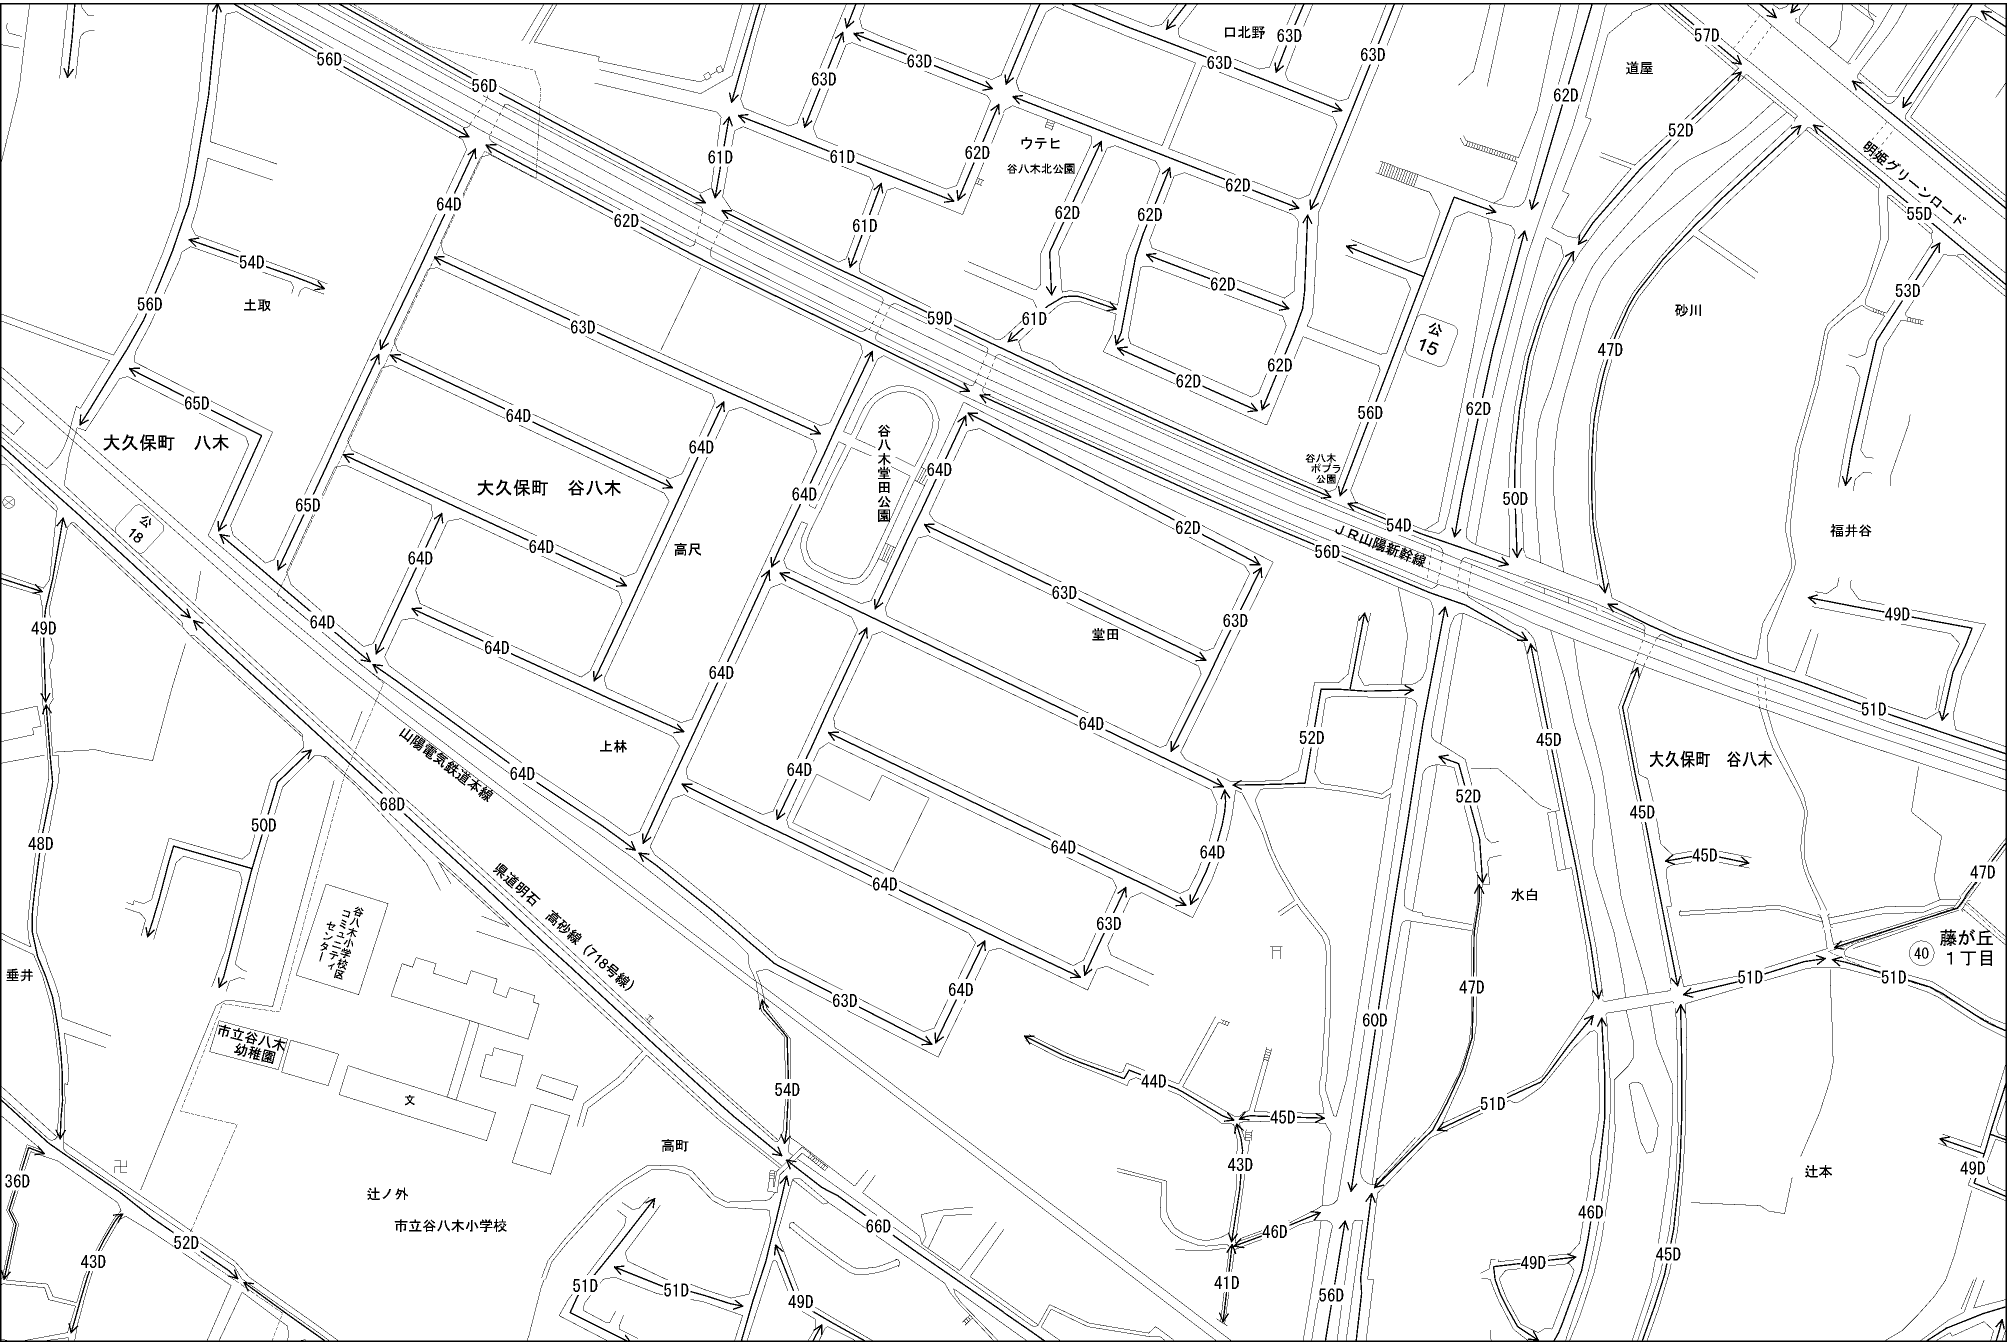 56D
56D
63D
63D
口北野
63D
63D
63D
57D
道屋
62D
52D
61D
61D
62D
ウテヒ
谷八木北公園
62D
明姫グリーンロード
55D
64D
62D
61D
62D
62D
54D
56D
土取
62D
53D
63D
59D
61D
砂川
公
15
47D
65D
62D
62D
56D
62D
64D
大久保町 八木
64D
谷八木堂田公園
64D
谷八木
ポプラ
公園
大久保町 谷八木
64D
65D
50D
公
18
62D
54D
JR山陽新幹線
56D
福井谷
64D
64D
高尺
63D
49D
64D
49D
堂田
63D
64D
64D
51D
64D
52D
45D
上林
大久保町 谷八木
山陽電気鉄道本線
64D
64D
68D
52D
45D
50D
48D
64D
64D
45D
県道明石 高砂線(718号線)
64D
水白
47D
谷八木小学校区
コミュニティ
センター
63D
藤が丘
1丁目
40
垂井
63D
64D
47D
51D
51D
60D
市立谷八木
幼稚園
54D
44D
文
45D
51D
高町
43D
36D
辻ノ外
辻本
49D
市立谷八木小学校
66D
46D
46D
52D
43D
51D
51D
49D
41D
56D
49D
45D